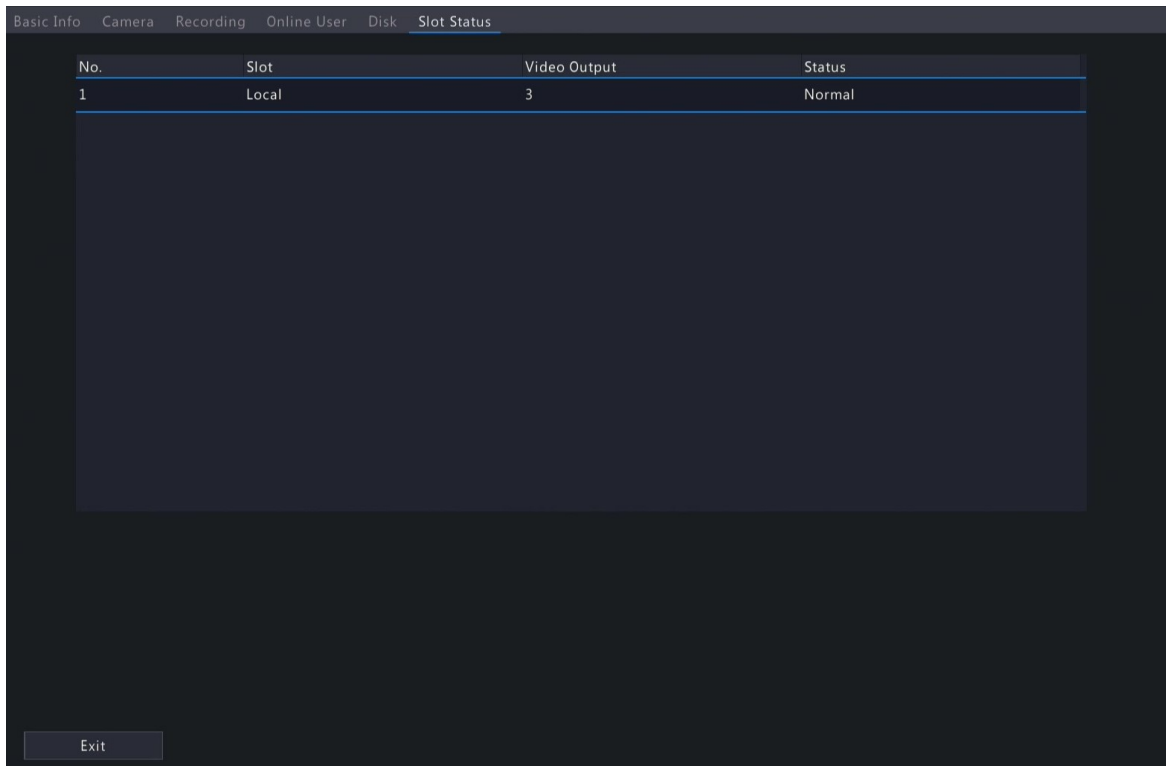 Basic Info Camera Recording Online User Disk Slot Status
No. Slot Video Output Status
1 Local 3 Normal
Exit